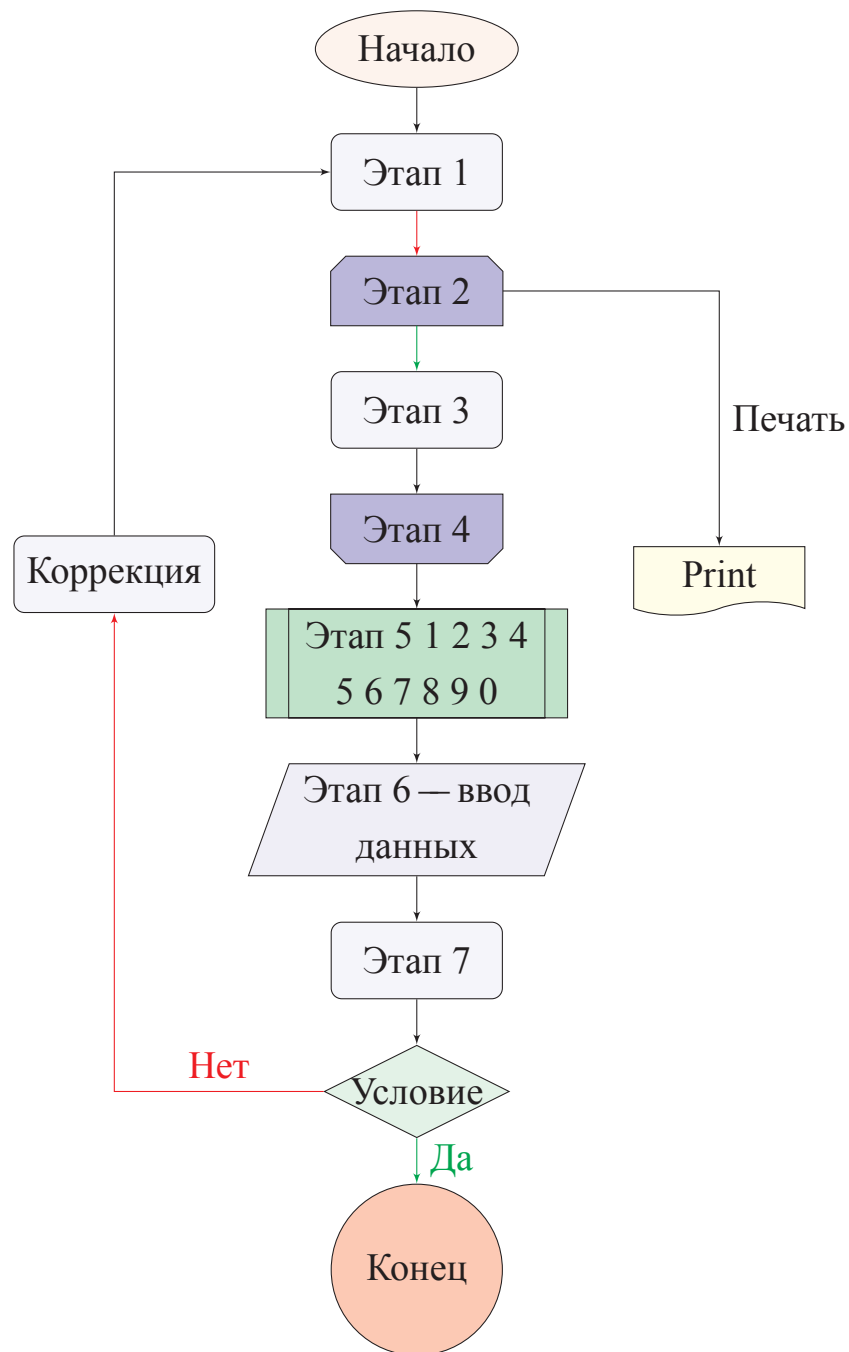 Начало
Этап 1
Этап 2
Этап 3
Печать
Этап 4
Коррекция
Print
Этап 5 1 2 3 4
5 6 7 8 9 0
Этап 6 — ввод
данных
Этап 7
Нет
Условие
Да
Конец